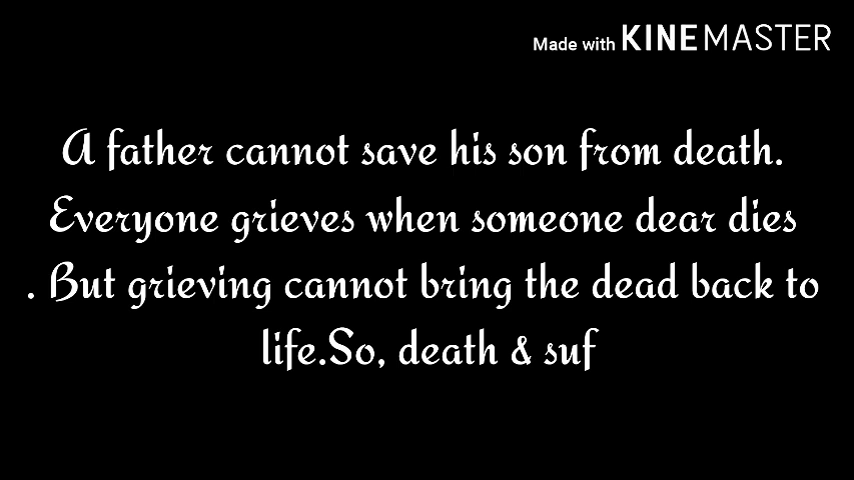 Made with KINEMASTER
A father cannot save his son from death.
Everyone grieves when someone dear dies
. But grieving cannot bring the dead back to
life.So, death & suf